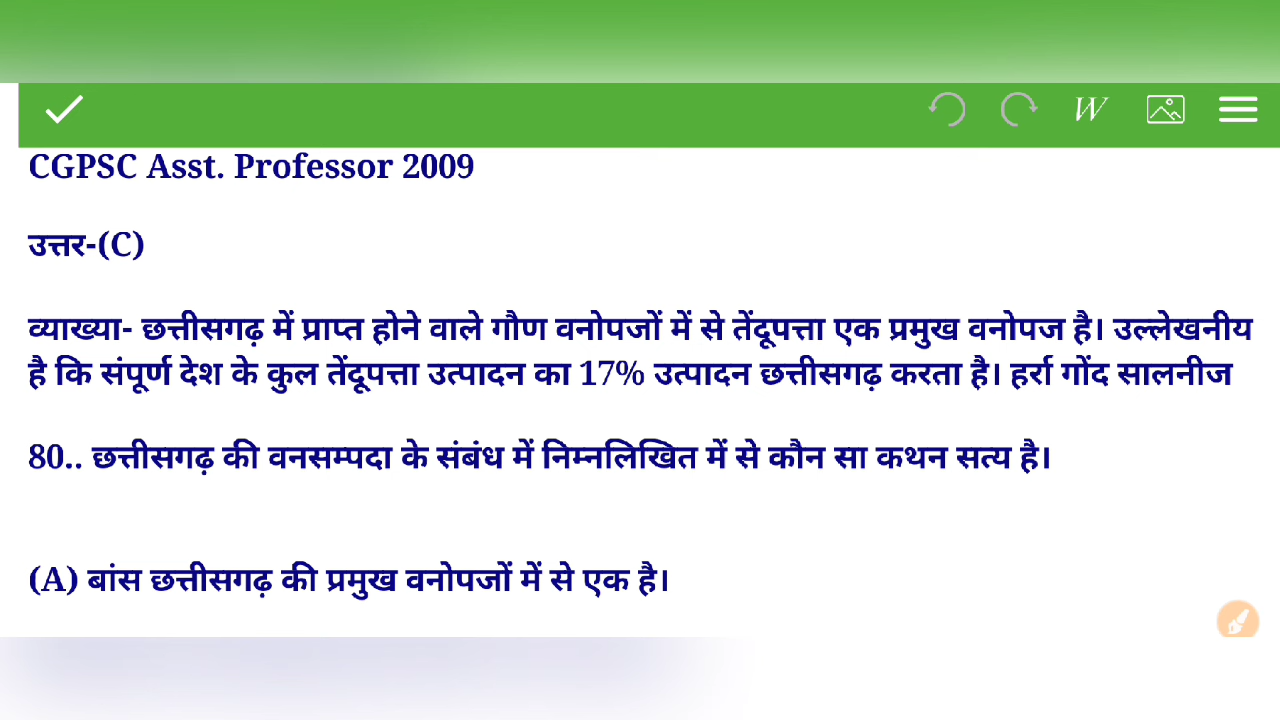 CGPSC Asst. Professor 2009
उत्तर-(C)
व्याख्या- छत्तीसगढ़ में प्राप्त होने वाले गौण वनोपजों में से तेंदूपत्ता एक प्रमुख वनोपज है। उल्लेखनीय
है कि संपूर्ण देश के कुल तेंदूपत्ता उत्पादन का 17% उत्पादन छत्तीसगढ़ करता है। हर्रा गोंद सालनीज
80.. छत्तीसगढ़ की वनसम्पदा के संबंध में निम्नलिखित में से कौन सा कथन सत्य है।
(A) बांस छत्तीसगढ़ की प्रमुख वनोपजों में से एक है।